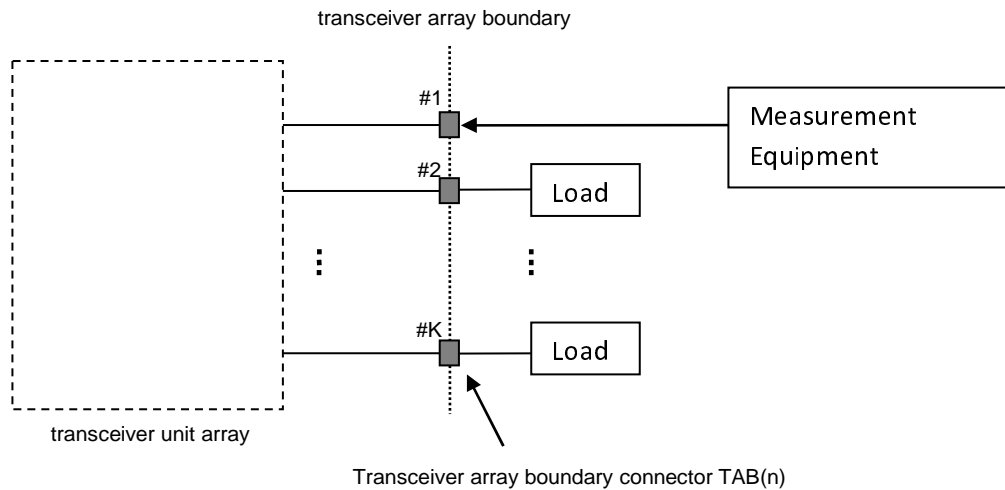 transceiver array boundary
#1
Measurement
Equipment
#2
Load
#K
Load
transceiver unit array
Transceiver array boundary connector TAB(n)